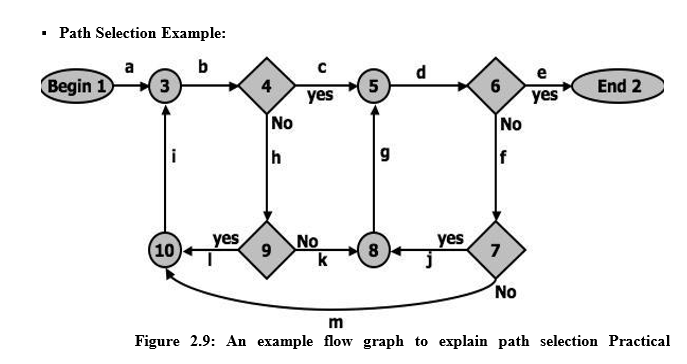 ▪ Path Selection Example:
a b c d e
Begin 1 3 4 yes 5 6 yes End 2
No No
i h g f
10 yes l 9 No k 8 yes j 7
No
m
Figure 2.9: An example flow graph to explain path selection Practical